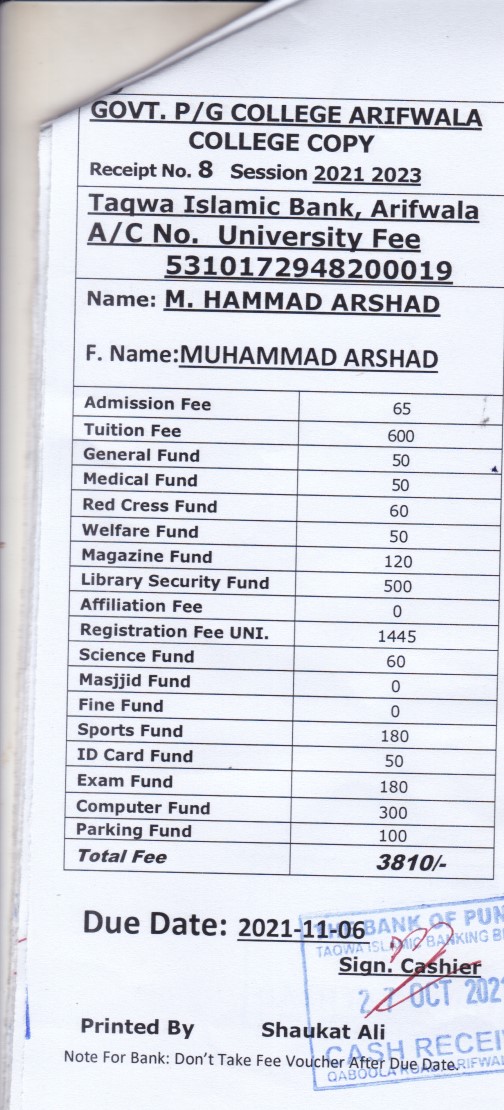 GOVT. P/G COLLEGE ARIFWALA
COLLEGE COPY
Receipt No. 8 Session 2021 2023
Taqwa Islamic Bank, Arifwala
A/C No. University Fee
5310172948200019
Name: M. HAMMAD ARSHAD
F. Name:MUHAMMAD ARSHAD
Admission Fee 65
Tuition Fee 600
General Fund 50
Medical Fund 50
Red Cress Fund 60
Welfare Fund 50
Magazine Fund 120
Library Security Fund 500
Affiliation Fee 0
Registration Fee UNI. 1445
Science Fund 60
Masjjid Fund 0
Fine Fund 0
Sports Fund 180
ID Card Fund 50
Exam Fund 180
Computer Fund 300
Parking Fund 100
Total Fee 3810/-
Due Date: 2021-11-06
THE BANK OF PUN
TAQWA ISLAMIC BANKING B
Sign. Cashier
OCT 202
Printed By Shaukat Ali
CASH RECEI
Note For Bank: Don't Take Fee Voucher After Due Date.
QABOOLA ROAD ARIFWA